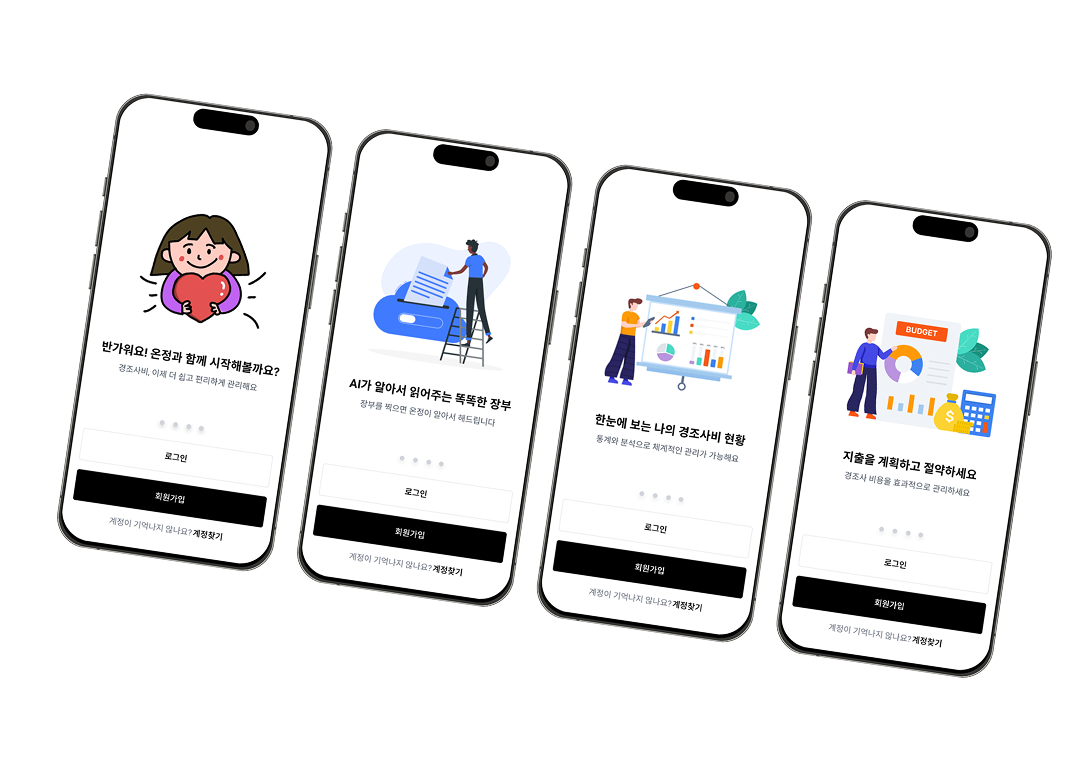 반가워요! 온정과 함께 시작해볼까요?
경조사비, 이제 더 쉽고 편리하게 관리해요
로그인
회원가입
계정이 기억나지 않나요? 계정찾기
AI가 알아서 읽어주는 똑똑한 장부
장부를 찍으면 온정이 알아서 해드립니다
로그인
회원가입
계정이 기억나지 않나요? 계정찾기
한눈에 보는 나의 경조사비 현황
통계와 분석으로 체계적인 관리가 가능해요
로그인
회원가입
계정이 기억나지 않나요? 계정찾기
BUDGET
$
지출을 계획하고 절약하세요
경조사 비용을 효과적으로 관리하세요
로그인
회원가입
계정이 기억나지 않나요? 계정찾기